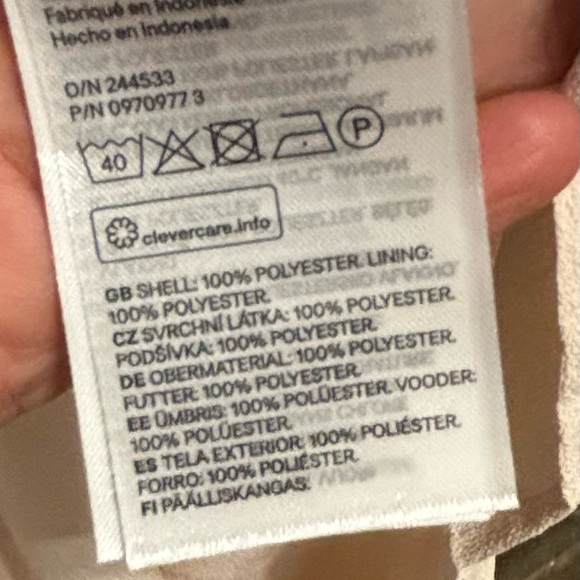 Fabriqué en Indonésie
Hecho en Indonesia
O/N 244533
P/N 0970977 3
40
P
clevercare.info
GB SHELL: 100% POLYESTER. LINING:
100% POLYESTER.
CZ SVRCHNÍ LÁTKA: 100% POLYESTER.
PODŠÍVKA: 100% POLYESTER.
DE OBERMATERIAL: 100% POLYESTER.
FUTTER: 100% POLYESTER.
EE ÜMBRIS: 100% POLÜESTER. VOODER:
100% POLÜESTER.
ES TELA EXTERIOR: 100% POLIÉSTER.
FORRO: 100% POLIÉSTER.
FI PÄÄLLISKANGAS: